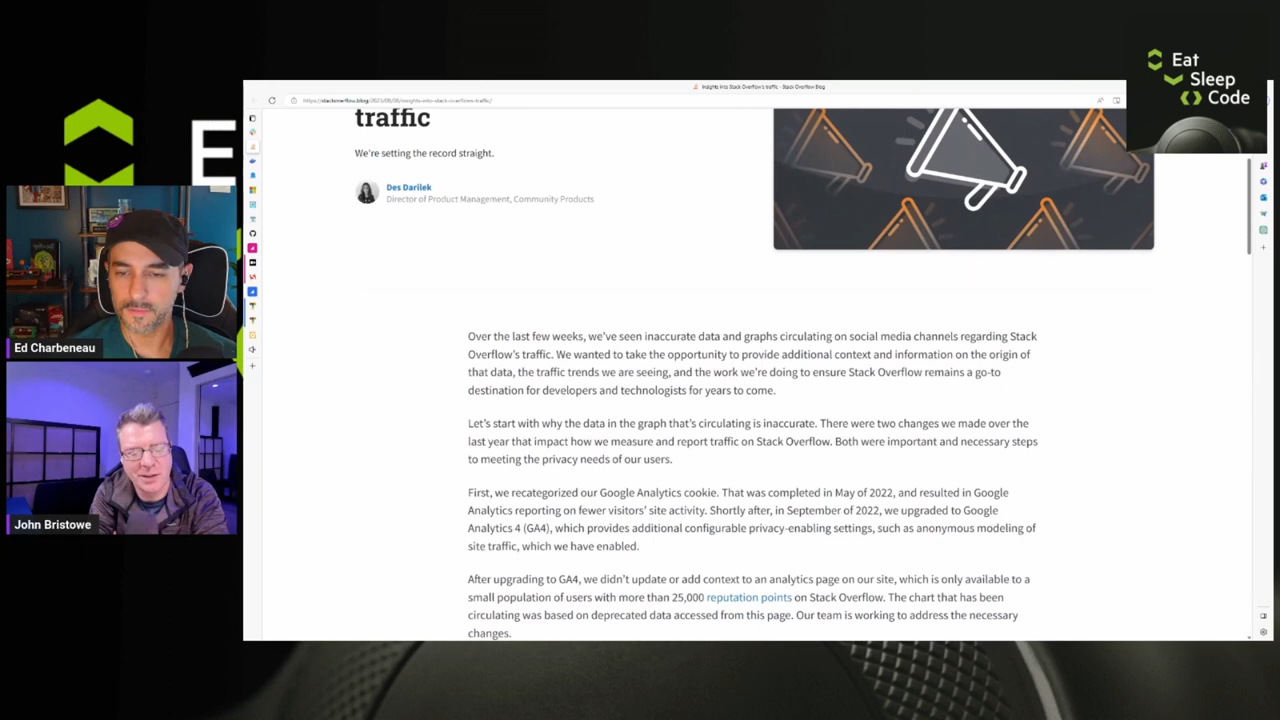 Eat
Sleep
Code
E
Insights into Stack Overflow's traffic - Stack Overflow Blog
https://stackoverflow.blog/2023/08/08/insights-into-stack-overflows-traffic/
traffic
We're setting the record straight.
Des Darilek
Director of Product Management, Community Products
Ed Charbeneau
John Bristowe
Over the last few weeks, we've seen inaccurate data and graphs circulating on social media channels regarding Stack
Overflow's traffic. We wanted to take the opportunity to provide additional context and information on the origin of
that data, the traffic trends we are seeing, and the work we're doing to ensure Stack Overflow remains a go-to
destination for developers and technologists for years to come.
Let's start with why the data in the graph that's circulating is inaccurate. There were two changes we made over the
last year that impact how we measure and report traffic on Stack Overflow. Both were important and necessary steps
to meeting the privacy needs of our users.
First, we recategorized our Google Analytics cookie. That was completed in May of 2022, and resulted in Google
Analytics reporting on fewer visitors' site activity. Shortly after, in September of 2022, we upgraded to Google
Analytics 4 (GA4), which provides additional configurable privacy-enabling settings, such as anonymous modeling of
site traffic, which we have enabled.
After upgrading to GA4, we didn't update or add context to an analytics page on our site, which is only available to a
small population of users with more than 25,000 reputation points on Stack Overflow. The chart that has been
circulating was based on deprecated data accessed from this page. Our team is working to address the necessary
changes.